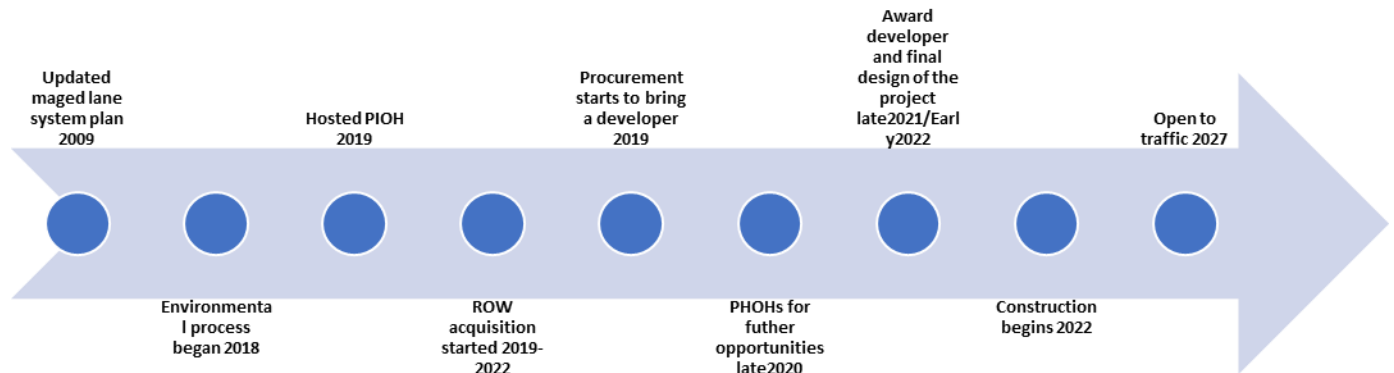 Updated
maged lane
system plan
2009
Environmenta
l process
began 2018
Hosted PIOH
2019
ROW
acquisition
started 2019-
2022
Procurement
starts to bring
a developer
2019
PHOHs for
futher
opportunities
late2020
Award
developer
and final
design of the
project
late2021/Earl
y2022
Construction
begins 2022
Open to
traffic 2027